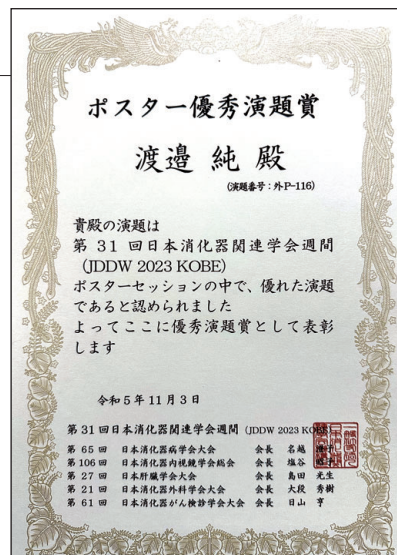 ポスター優秀演題賞
渡邉 純 殿
(演題番号:外P-116)
貴殿の演題は
第 31 回日本消化器関連学会週間
(JDDW 2023 KOBE)
ポスターセッションの中で、優れた演題
であると認められました
よってここに優秀演題賞として表彰
します
令和 5 年 11 月 3 日
第 31 回日本消化器関連学会週間 (JDDW 2023 KOBE)
第 65 回 日本消化器病学会大会 会長 名越
第 106 回 日本消化器内視鏡学会総会 会長 塩谷
第 27 回 日本肝臓学会大会 会長 島田 光生
第 21 回 日本消化器外科学会大会 会長 大段 秀樹
第 61 回 日本消化器がん検診学会大会 会長 日山 亨